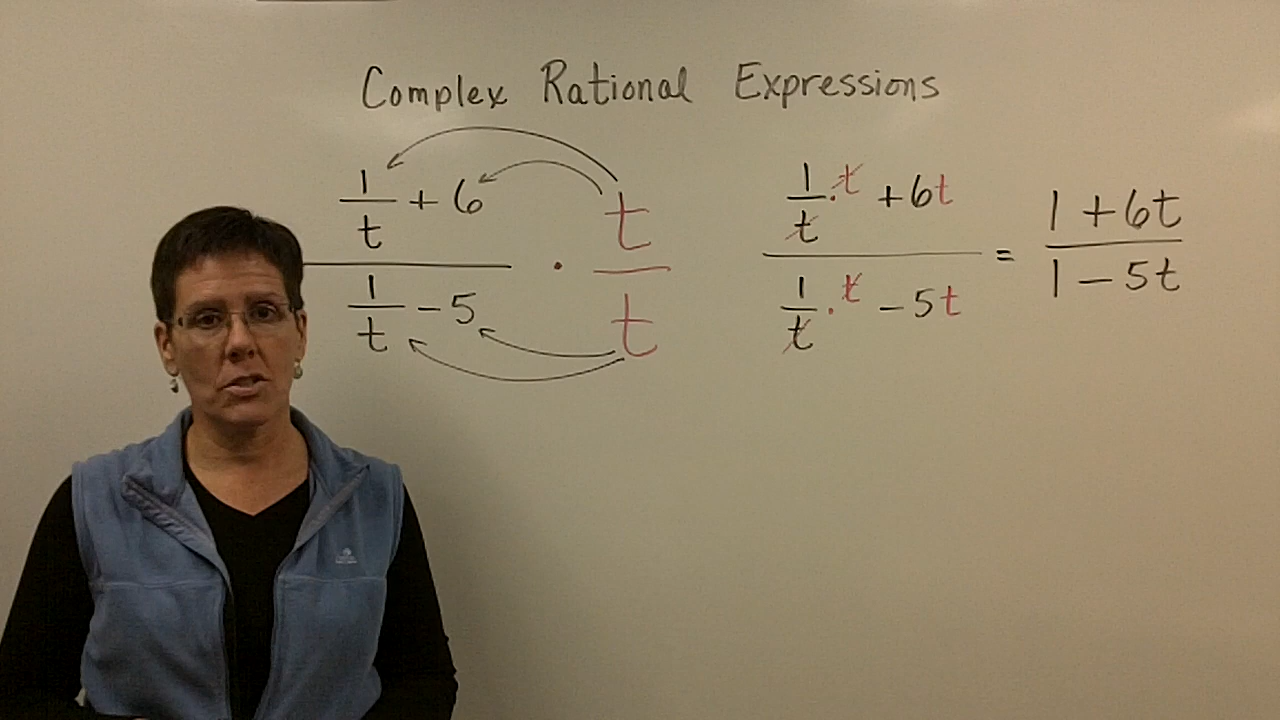 Complex Rational Expressions
1/t + 6
1/t - 5
· t/t
1/t · t + 6t
1/t · t - 5t
= 1 + 6t
1 - 5t